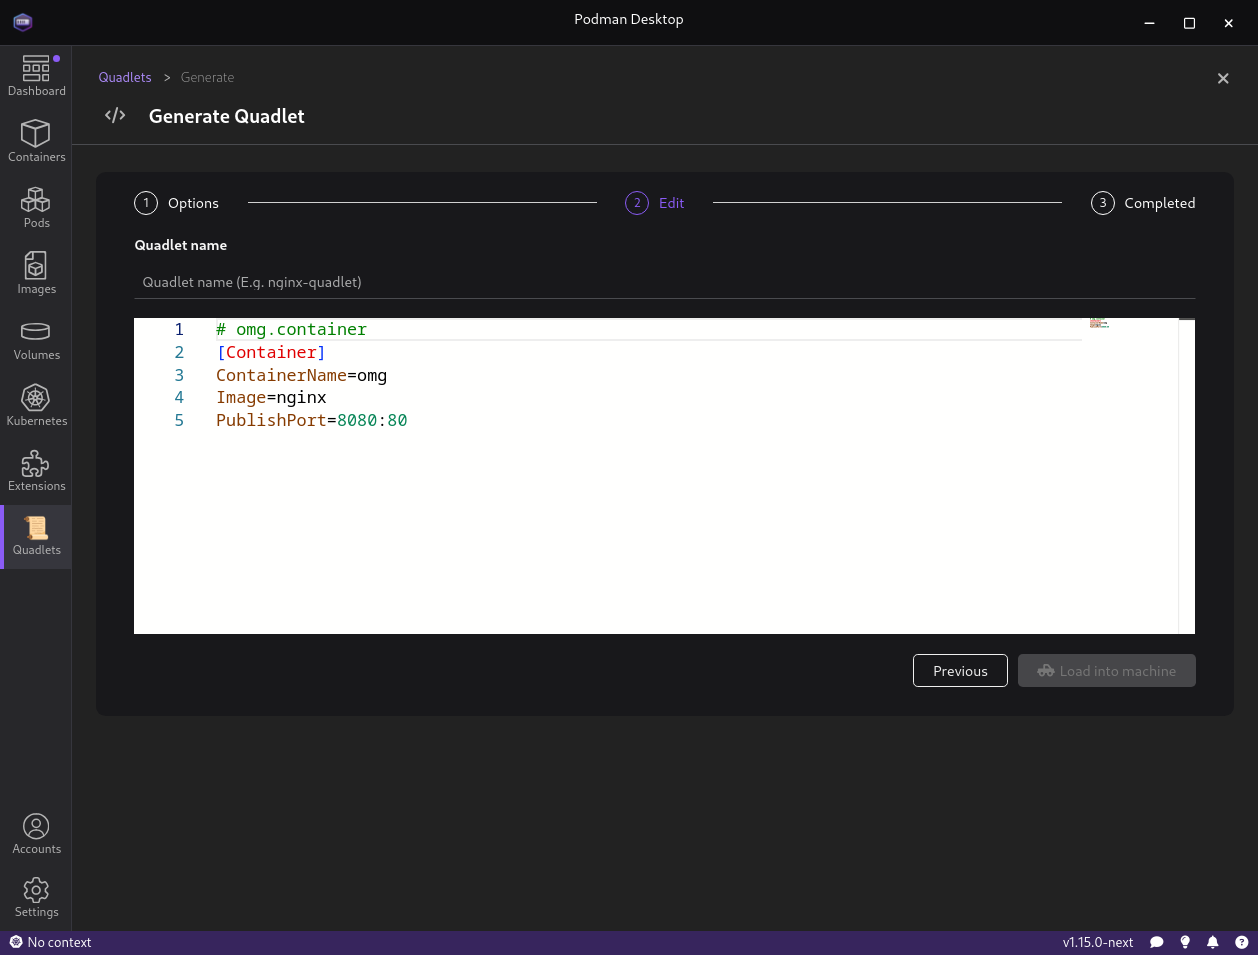 Podman Desktop
Dashboard
Containers
Pods
Images
Volumes
Kubernetes
Extensions
Quadlets
Accounts
Settings
Quadlets > Generate
</> Generate Quadlet
1 Options
2 Edit
3 Completed
Quadlet name
Quadlet name (E.g. nginx-quadlet)
1 # omg.container
2 [Container]
3 ContainerName=omg
4 Image=nginx
5 PublishPort=8080:80
Previous
Load into machine
No context
v1.15.0-next